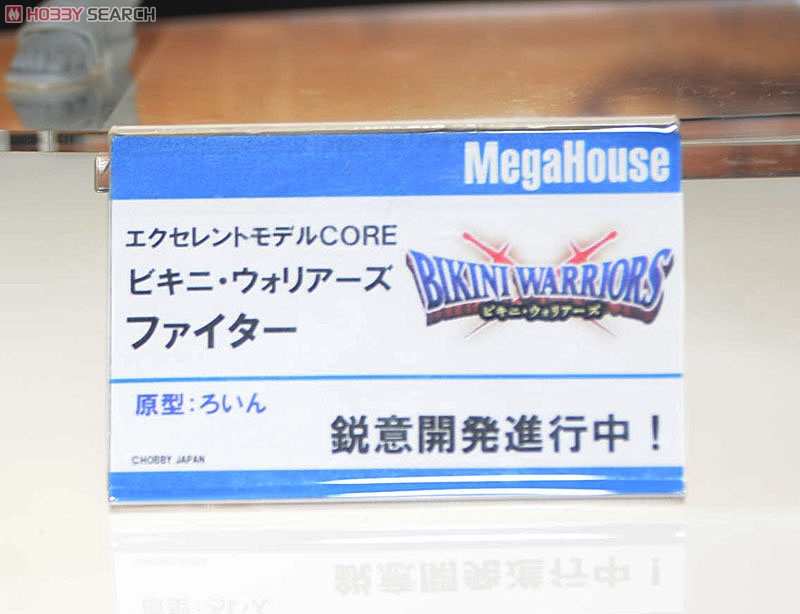 HOBBY SEARCH
MegaHouse
エクセレントモデルCORE
ビキニ・ウォリアーズ
ファイター
BIKINI WARRIORS
ビキニ・ウォリアーズ
原型:ろいん
鋭意開発進行中!
©HOBBY JAPAN